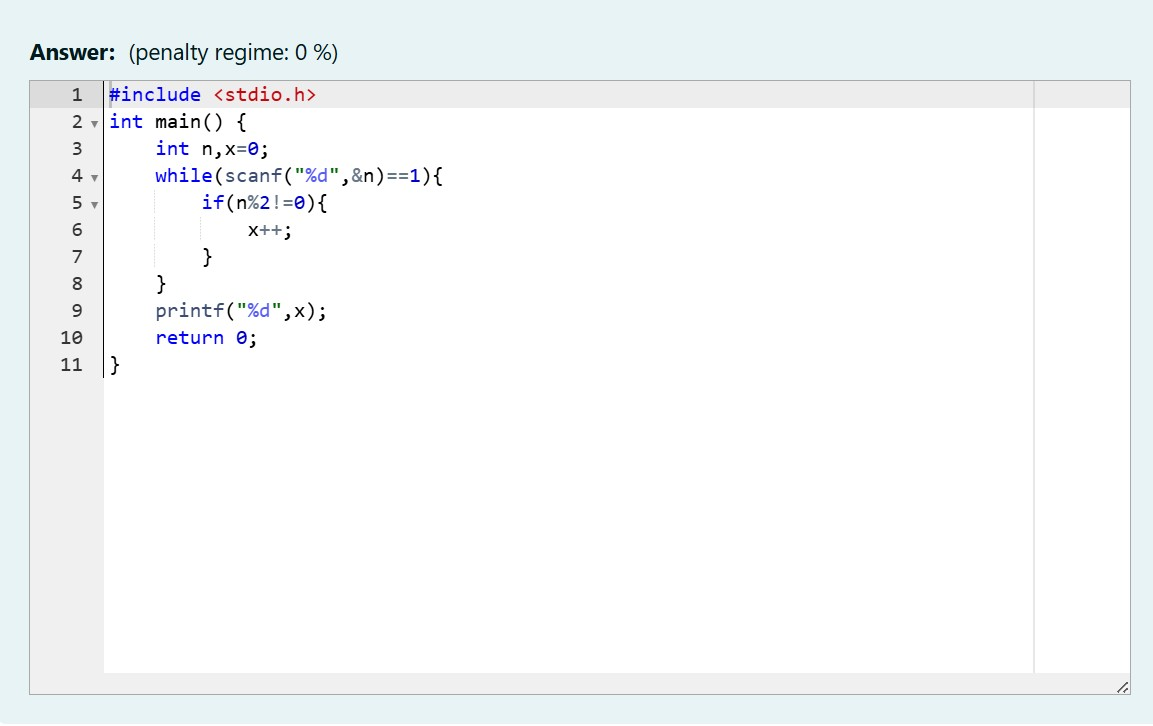 Answer: (penalty regime: 0 %)
1 #include <stdio.h>
2 int main() {
3     int n,x=0;
4     while(scanf("%d",&n)==1){
5         if(n%2!=0){
6             x++;
7         }
8     }
9     printf("%d",x);
10     return 0;
11 }